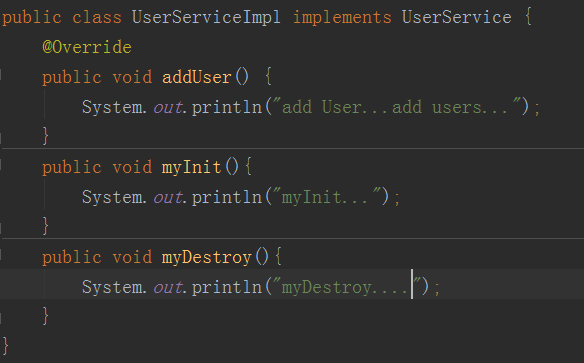 public class UserServiceImpl implements UserService {
@Override
public void addUser() {
System.out.println("add User...add users...");
}
public void myInit(){
System.out.println("myInit...");
}
public void myDestroy(){
System.out.println("myDestroy....");
}
}